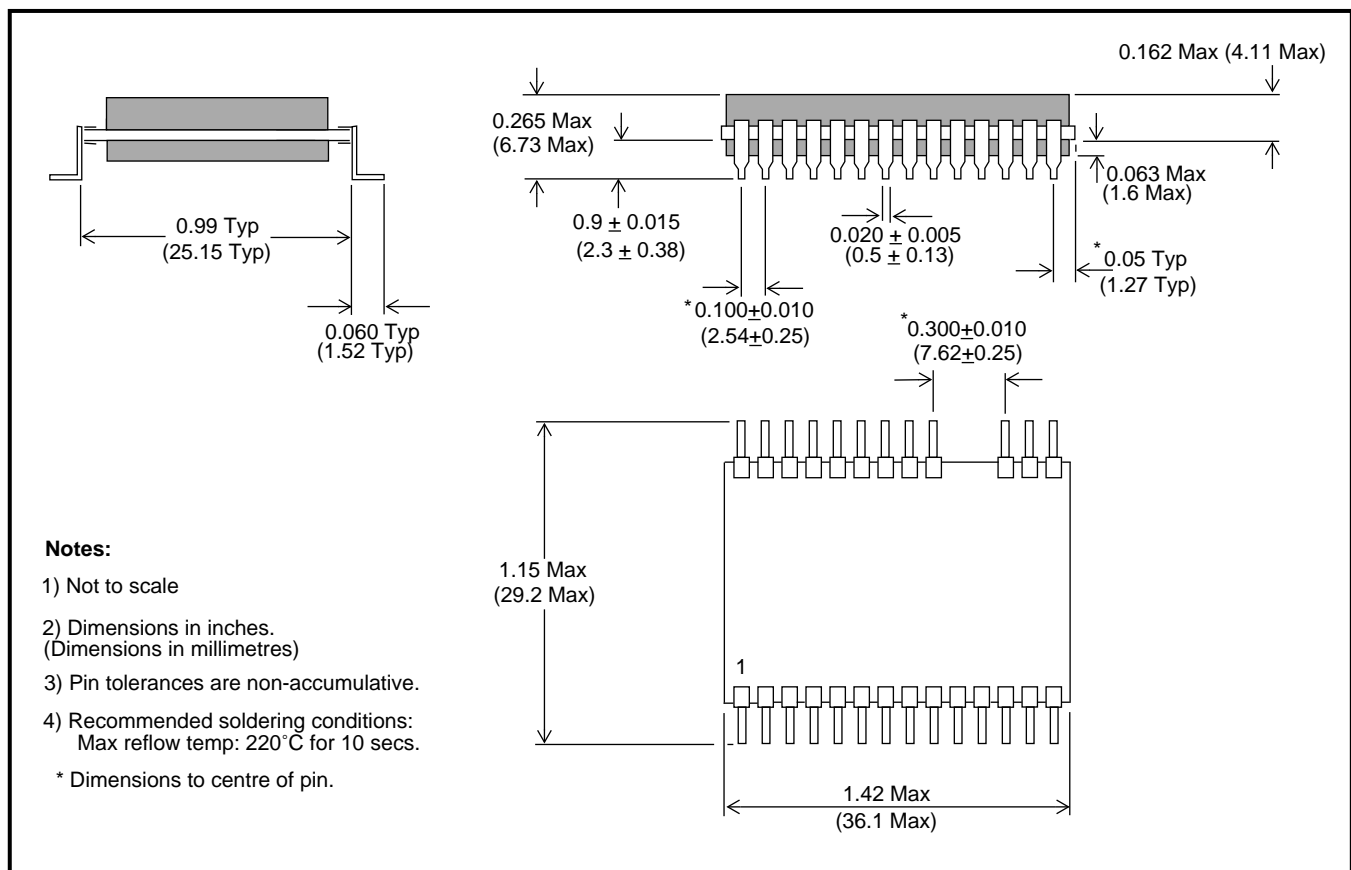 0.162 Max (4.11 Max)
0.265 Max
(6.73 Max)
0.063 Max
(1.6 Max)
0.99 Typ
(25.15 Typ)
0.9 ± 0.015
(2.3 ± 0.38)
0.020 ± 0.005
(0.5 ± 0.13)
*0.05 Typ
(1.27 Typ)
0.060 Typ
(1.52 Typ)
*0.100±0.010
(2.54±0.25)
*0.300±0.010
(7.62±0.25)
1.15 Max
(29.2 Max)
1
1.42 Max
(36.1 Max)
Notes:
1) Not to scale
2) Dimensions in inches.
(Dimensions in millimetres)
3) Pin tolerances are non-accumulative.
4) Recommended soldering conditions:
Max reflow temp: 220˚C for 10 secs.
* Dimensions to centre of pin.